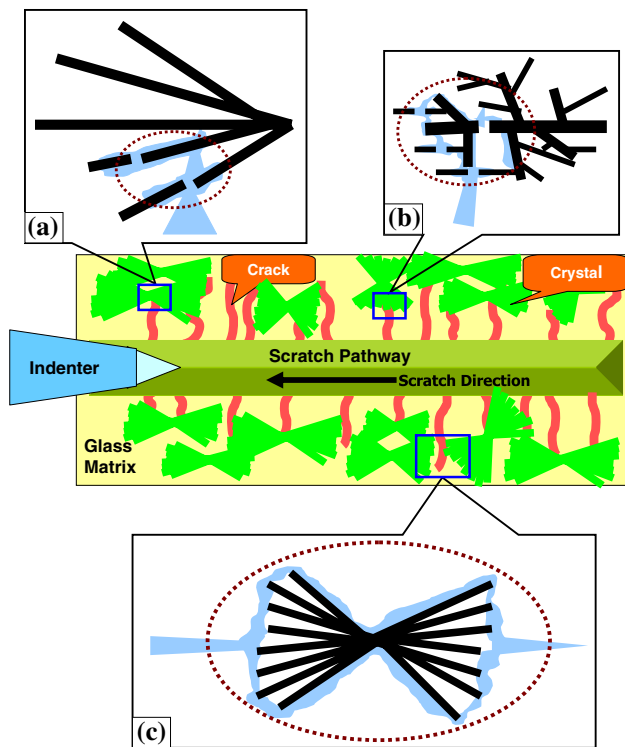 (a)
(b)
Crack
Crystal
Indenter
Scratch Pathway
Scratch Direction
Glass
Matrix
(c)